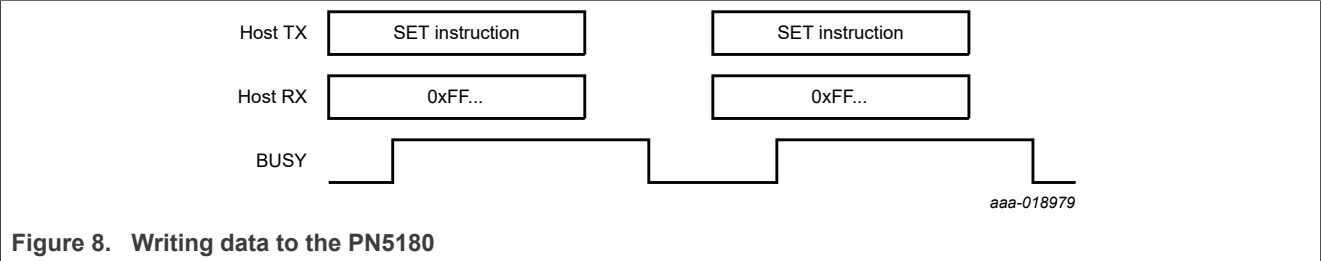 Host TX SET instruction SET instruction
Host RX 0xFF... 0xFF...
BUSY
aaa-018979
Figure 8. Writing data to the PN5180